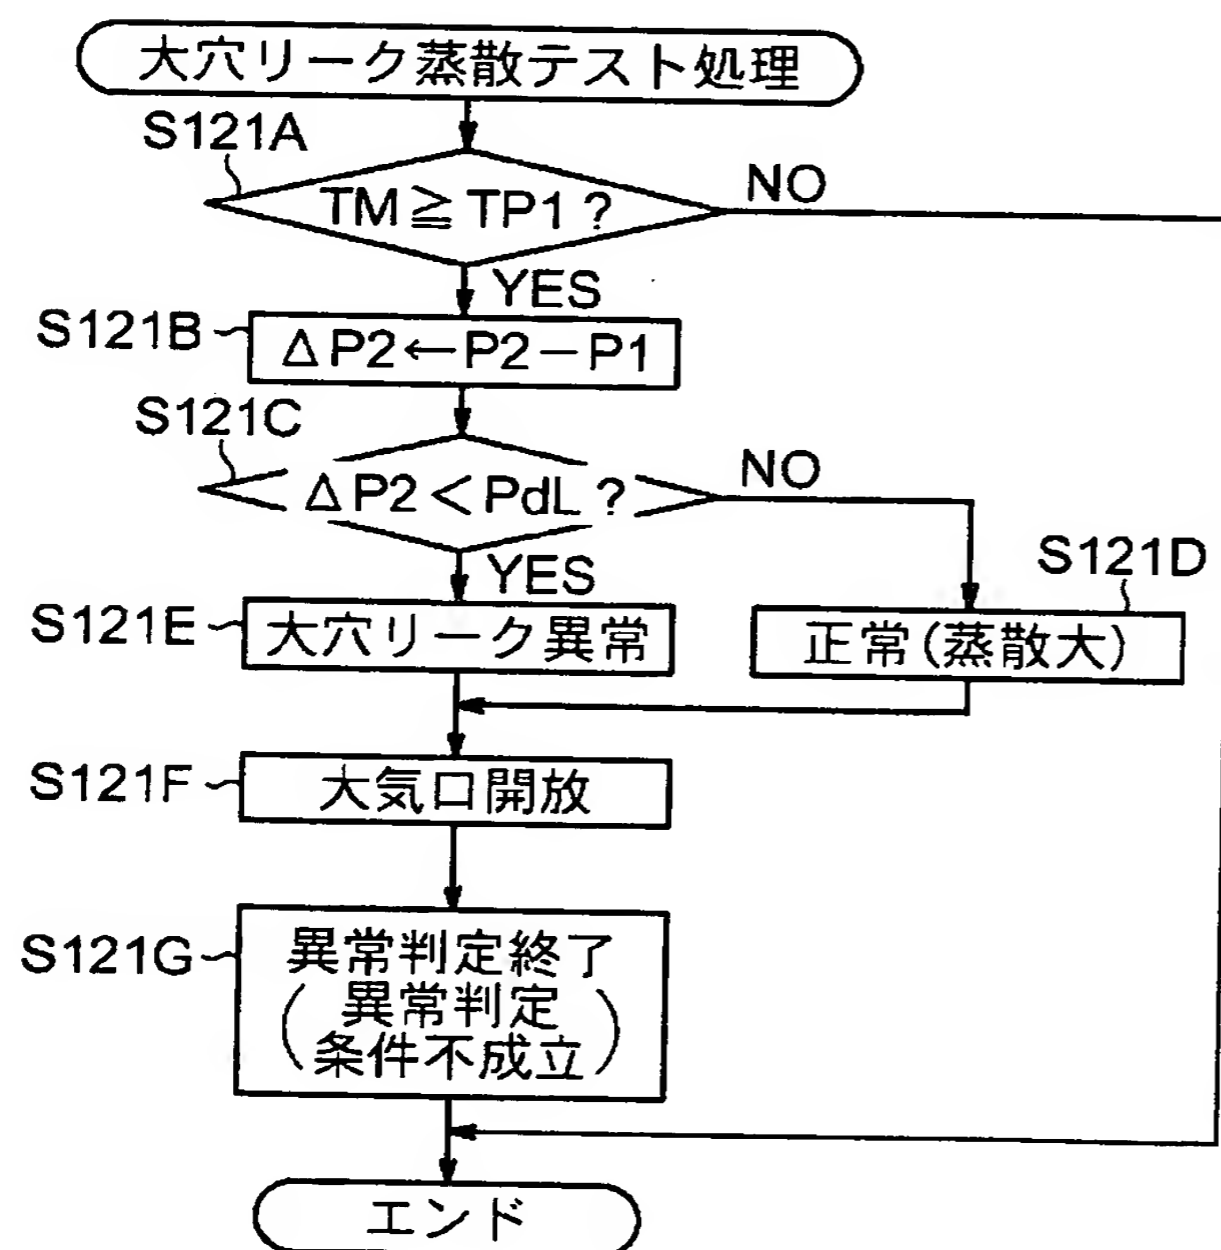 大穴リーク蒸散テスト処理
S121A
TM≧TP1?
NO
YES
S121B
ΔP2←P2−P1
S121C
ΔP2<PdL?
NO
YES
S121D
S121E
大穴リーク異常
正常(蒸散大)
S121F
大気口開放
S121G
異常判定終了
(異常判定
条件不成立)
エンド